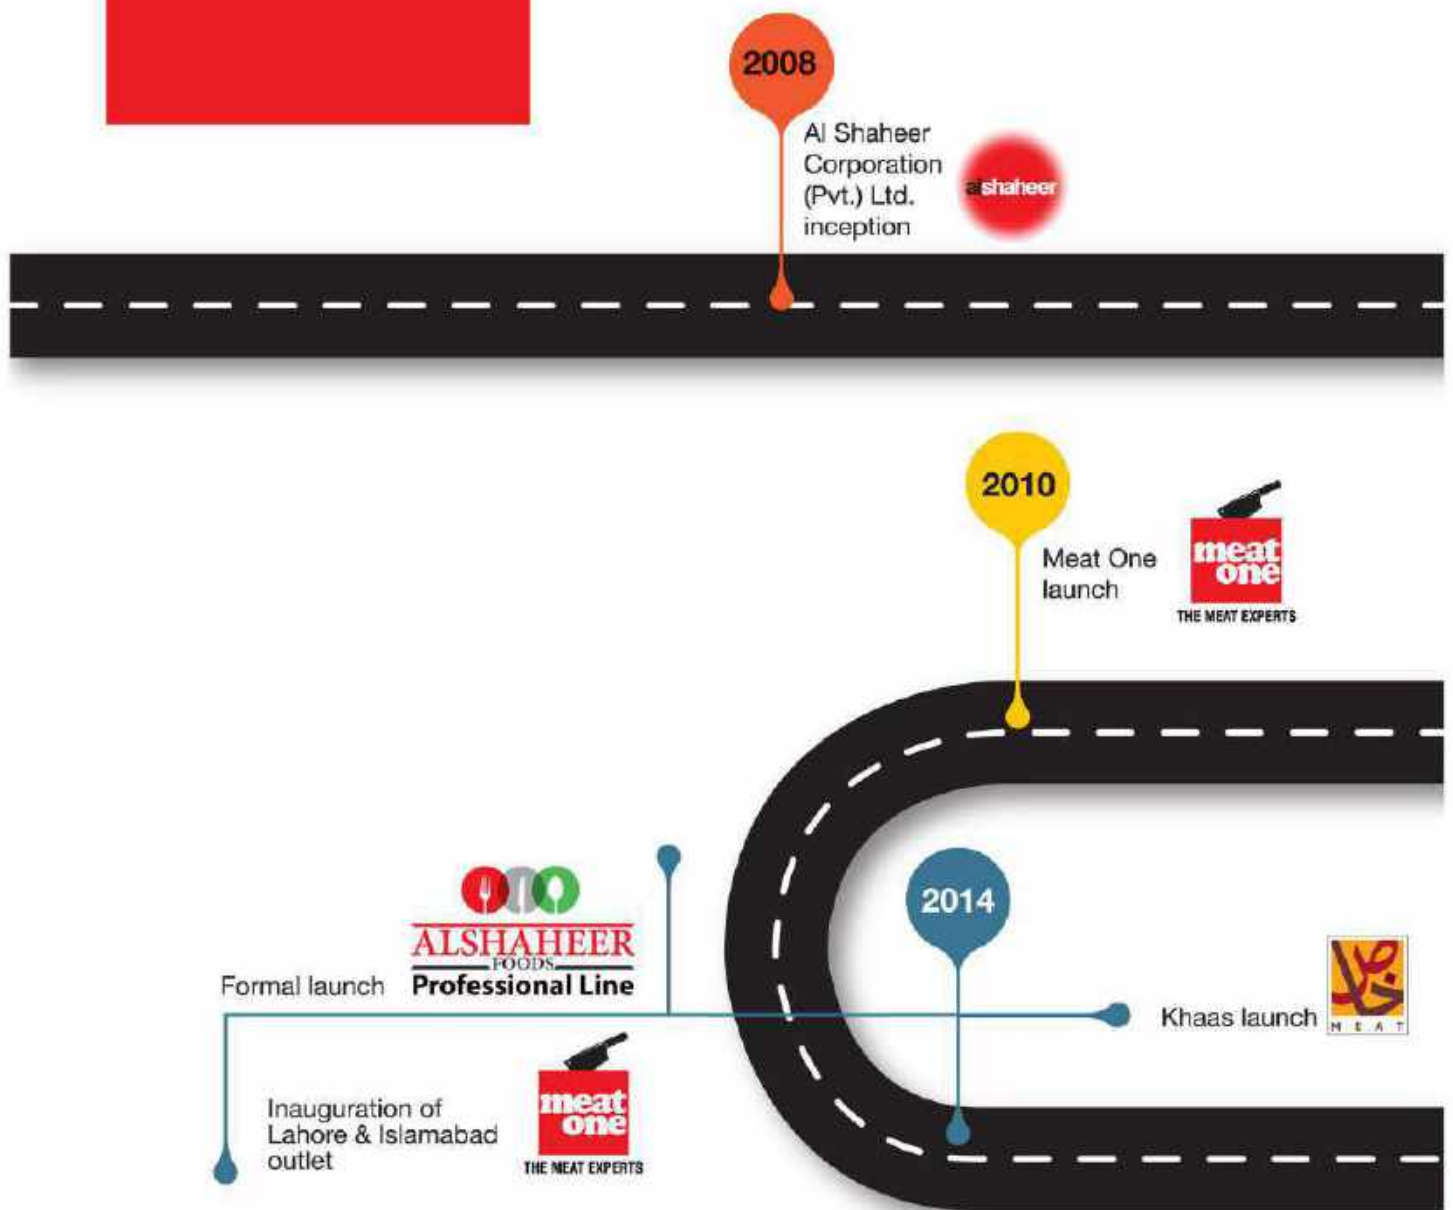 2008
Al Shaheer
Corporation
(Pvt.) Ltd.
inception
alshaheer
2010
Meat One
launch
meat
one
THE MEAT EXPERTS
2014
ALSHAHEER
FOODS
Professional Line
Formal launch
Khaas launch
خاص
MEAT
Inauguration of
Lahore & Islamabad
outlet
meat
one
THE MEAT EXPERTS